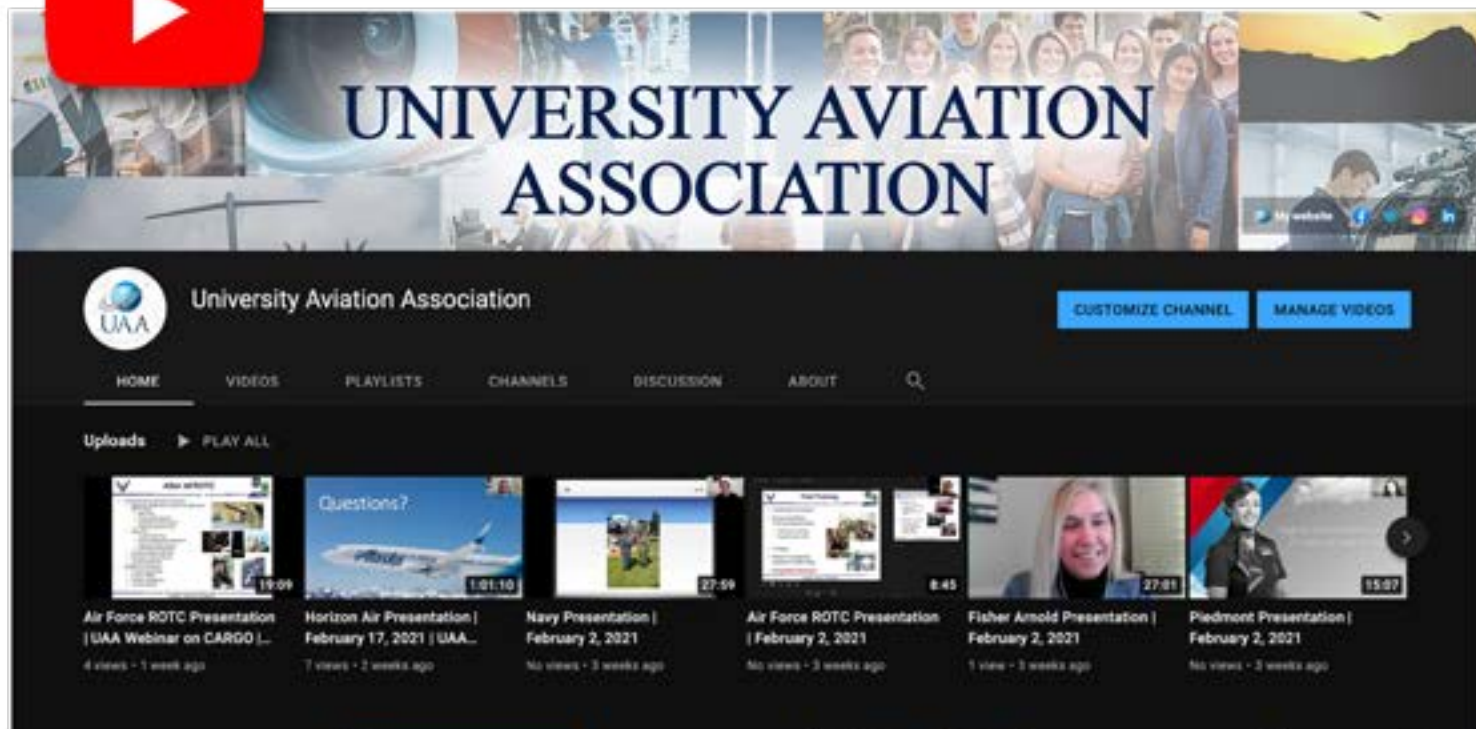 UNIVERSITY AVIATION
ASSOCIATION
My website
UAA
University Aviation Association
CUSTOMIZE CHANNEL
MANAGE VIDEOS
HOME
VIDEOS
PLAYLISTS
CHANNELS
DISCUSSION
ABOUT
Uploads
PLAY ALL
19:09
Questions?
Alaska
1:01:10
27:59
Field Training
8:45
27:01
15:07
Air Force ROTC Presentation
| UAA Webinar on CARGO |...
4 views • 1 week ago
Horizon Air Presentation |
February 17, 2021 | UAA...
7 views • 2 weeks ago
Navy Presentation |
February 2, 2021
No views • 3 weeks ago
Air Force ROTC Presentation
| February 2, 2021
No views • 3 weeks ago
Fisher Arnold Presentation |
February 2, 2021
1 view • 3 weeks ago
Piedmont Presentation |
February 2, 2021
No views • 3 weeks ago